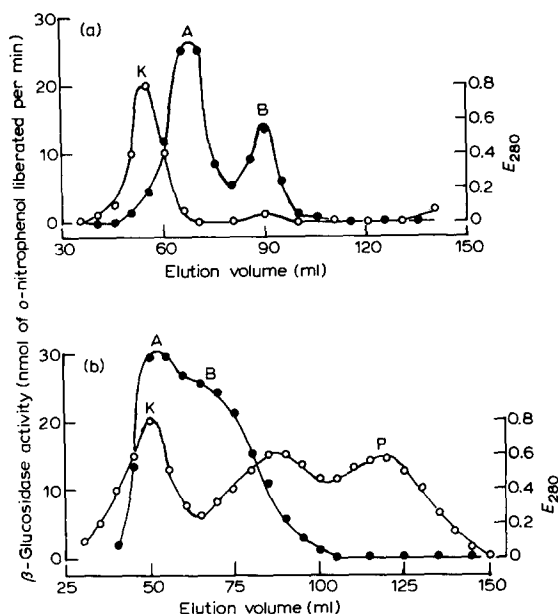 β-Glucosidase activity (nmol of o-nitrophenol liberated per min)
(a)
K
A
B
30
20
10
0
0.8
0.6
0.4
0.2
0
E280
30
60
90
120
150
Elution volume (ml)
(b)
A
B
K
P
30
20
10
0
0.8
0.6
0.4
0.2
0
E280
25
50
75
100
125
150
Elution volume (ml)